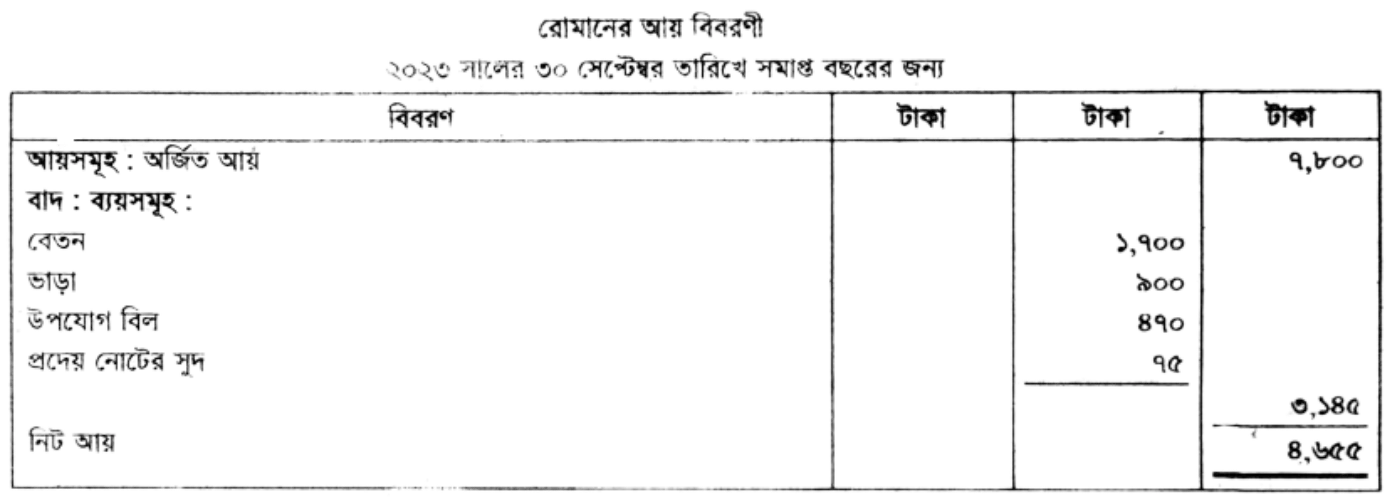 রোমানের আয় বিবরণী
২০২৩ সালের ৩০ সেপ্টেম্বর তারিখে সমাপ্ত বছরের জন্য
বিবরণ টাকা টাকা টাকা
আয়সমূহ : অর্জিত আয় ৭,৮০০
বাদ : ব্যয়সমূহ :
বেতন ১,৭০০
ভাড়া ৯০০
উপযোগ বিল ৪৭০
প্রদেয় নোটের সুদ ৭৫
৩,১৪৫
নিট আয় ৪,৬৫৫